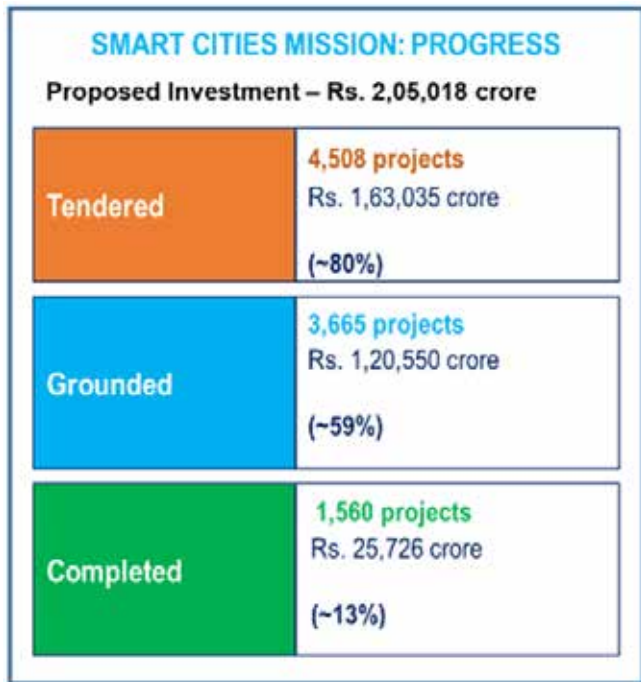 SMART CITIES MISSION: PROGRESS
Proposed Investment – Rs. 2,05,018 crore
Tendered
4,508 projects
Rs. 1,63,035 crore
(~80%)
Grounded
3,665 projects
Rs. 1,20,550 crore
(~59%)
Completed
1,560 projects
Rs. 25,726 crore
(~13%)